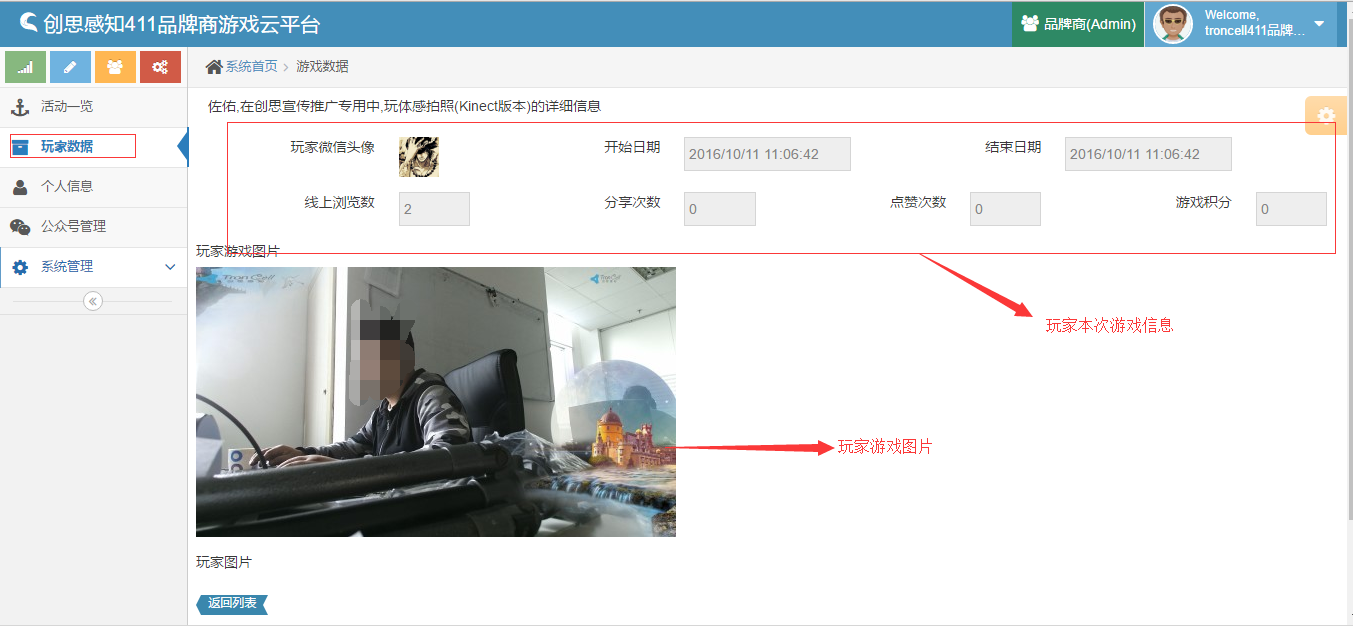 创思感知411品牌商游戏云平台
品牌商(Admin)
Welcome,
troncell411品牌...
系统首页 > 游戏数据
活动一览
玩家数据
个人信息
公众号管理
系统管理
佐佑,在创思宣传推广专用中,玩体感拍照(Kinect版本)的详细信息
玩家微信头像
开始日期 2016/10/11 11:06:42
结束日期 2016/10/11 11:06:42
线上浏览数 2
分享次数 0
点赞次数 0
游戏积分 0
玩家游戏图片
TronCell
TronCell
玩家本次游戏信息
玩家游戏图片
玩家图片
返回列表